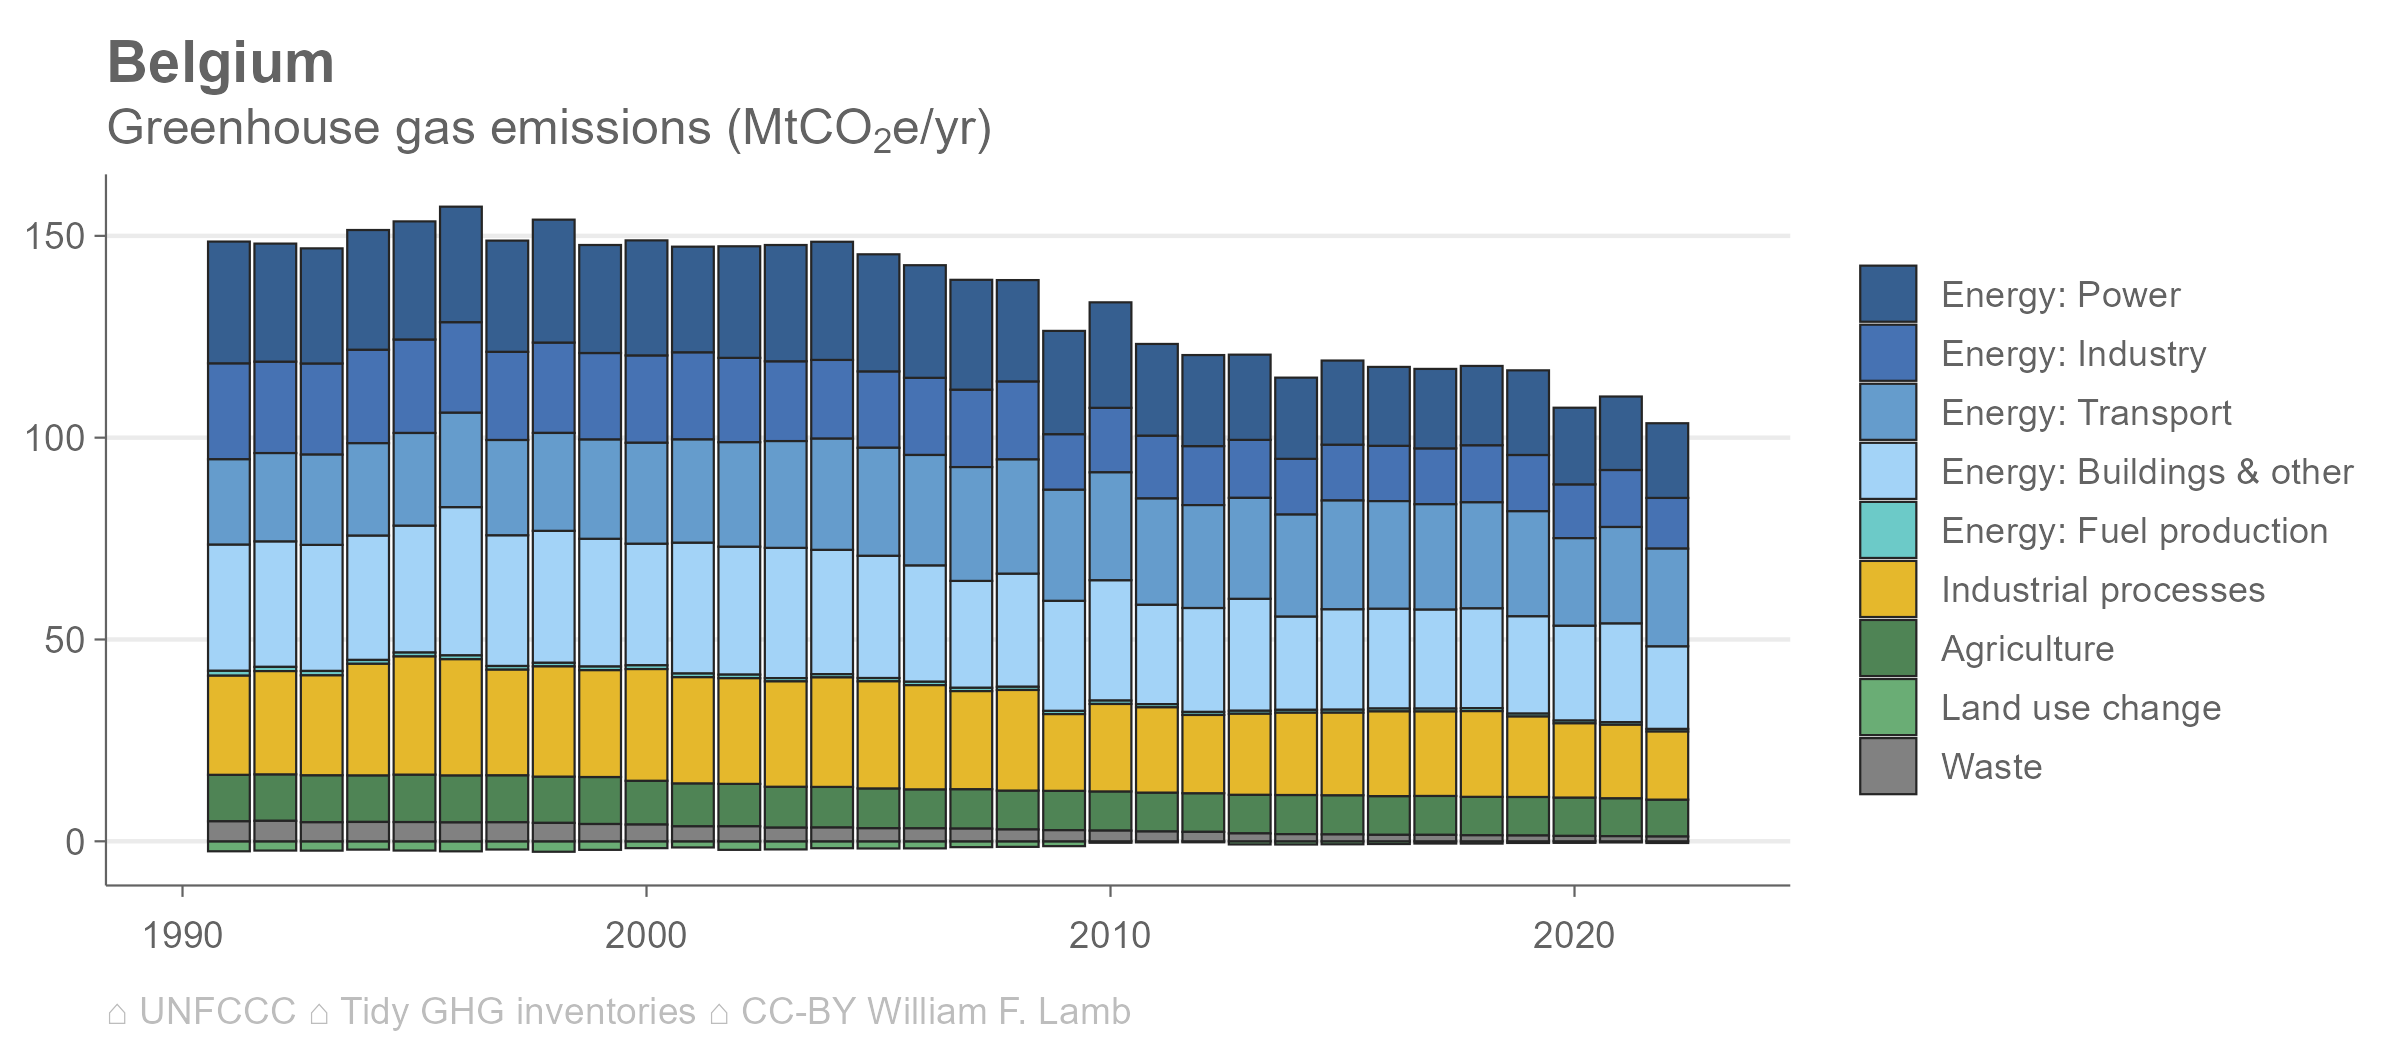 Belgium
Greenhouse gas emissions (MtCO₂e/yr)
150
100
50
0
1990 2000 2010 2020
Energy: Power
Energy: Industry
Energy: Transport
Energy: Buildings & other
Energy: Fuel production
Industrial processes
Agriculture
Land use change
Waste
⌂ UNFCCC ⌂ Tidy GHG inventories ⌂ CC-BY William F. Lamb